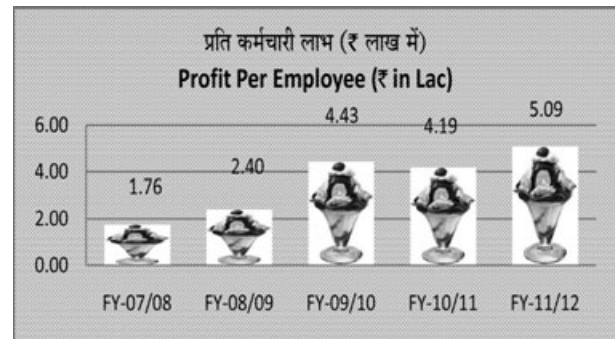 प्रति कर्मचारी लाभ (₹ लाख में)
Profit Per Employee (₹ in Lac)
6.00
4.00
2.00
0.00
1.76
2.40
4.43
4.19
5.09
FY-07/08
FY-08/09
FY-09/10
FY-10/11
FY-11/12